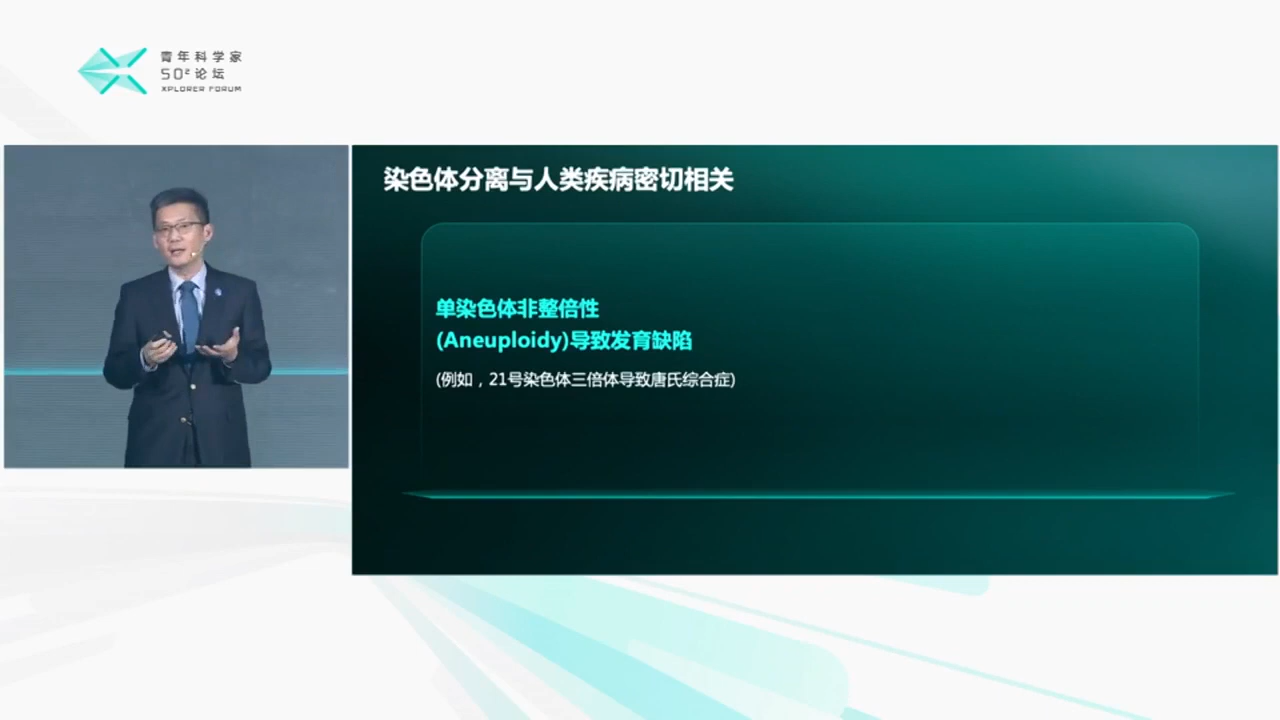 青年科学家
50²论坛
XPLORER FORUM
染色体分离与人类疾病密切相关
单染色体非整倍性
(Aneuploidy)导致发育缺陷
(例如，21号染色体三倍体导致唐氏综合症)